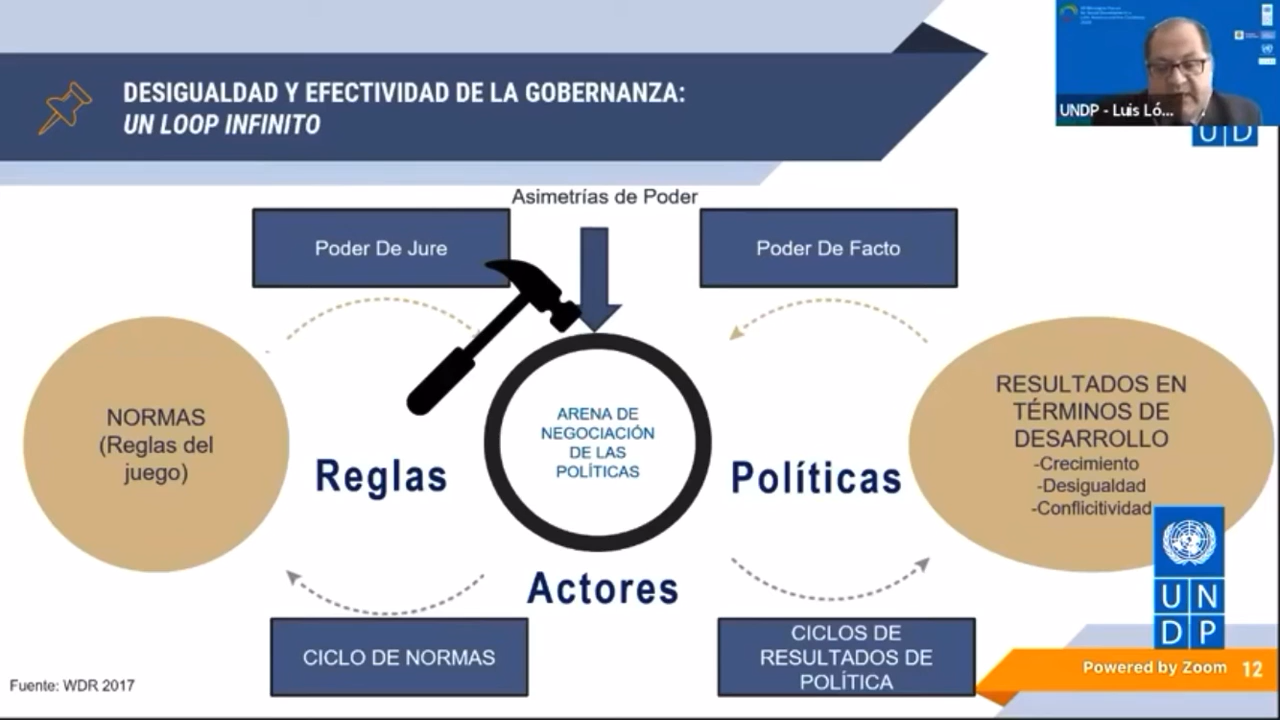 DESIGUALDAD Y EFECTIVIDAD DE LA GOBERNANZA:
UN LOOP INFINITO
UNDP - Luis Ló...
U D
Asimetrías de Poder
Poder De Jure
Poder De Facto
NORMAS
(Reglas del
juego)
Reglas
ARENA DE
NEGOCIACIÓN
DE LAS
POLÍTICAS
Políticas
RESULTADOS EN
TÉRMINOS DE
DESARROLLO
-Crecimiento
-Desigualdad
-Conflicitividad
Actores
CICLO DE NORMAS
CICLOS DE
RESULTADOS DE
POLÍTICA
U N
D P
Fuente: WDR 2017
Powered by Zoom 12